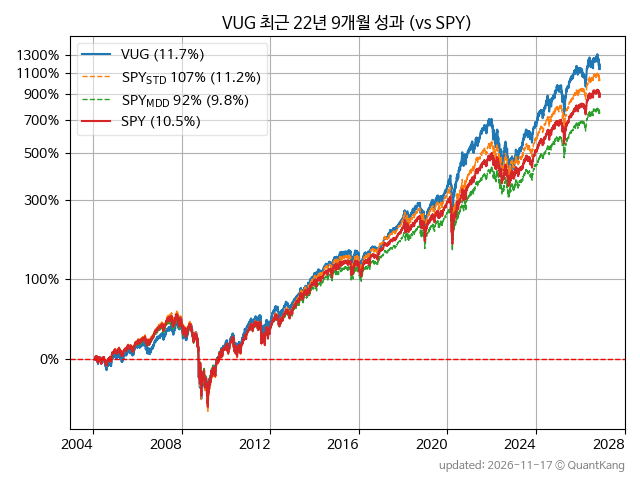 VUG 최근 22년 9개월 성과 (vs SPY)
VUG (11.7%)
SPY_STD 107% (11.2%)
SPY_MDD 92% (9.8%)
SPY (10.5%)
1300%
1100%
900%
700%
500%
300%
100%
0%
2004 2008 2012 2016 2020 2024 2028
updated: 2026-11-17 © QuantKang